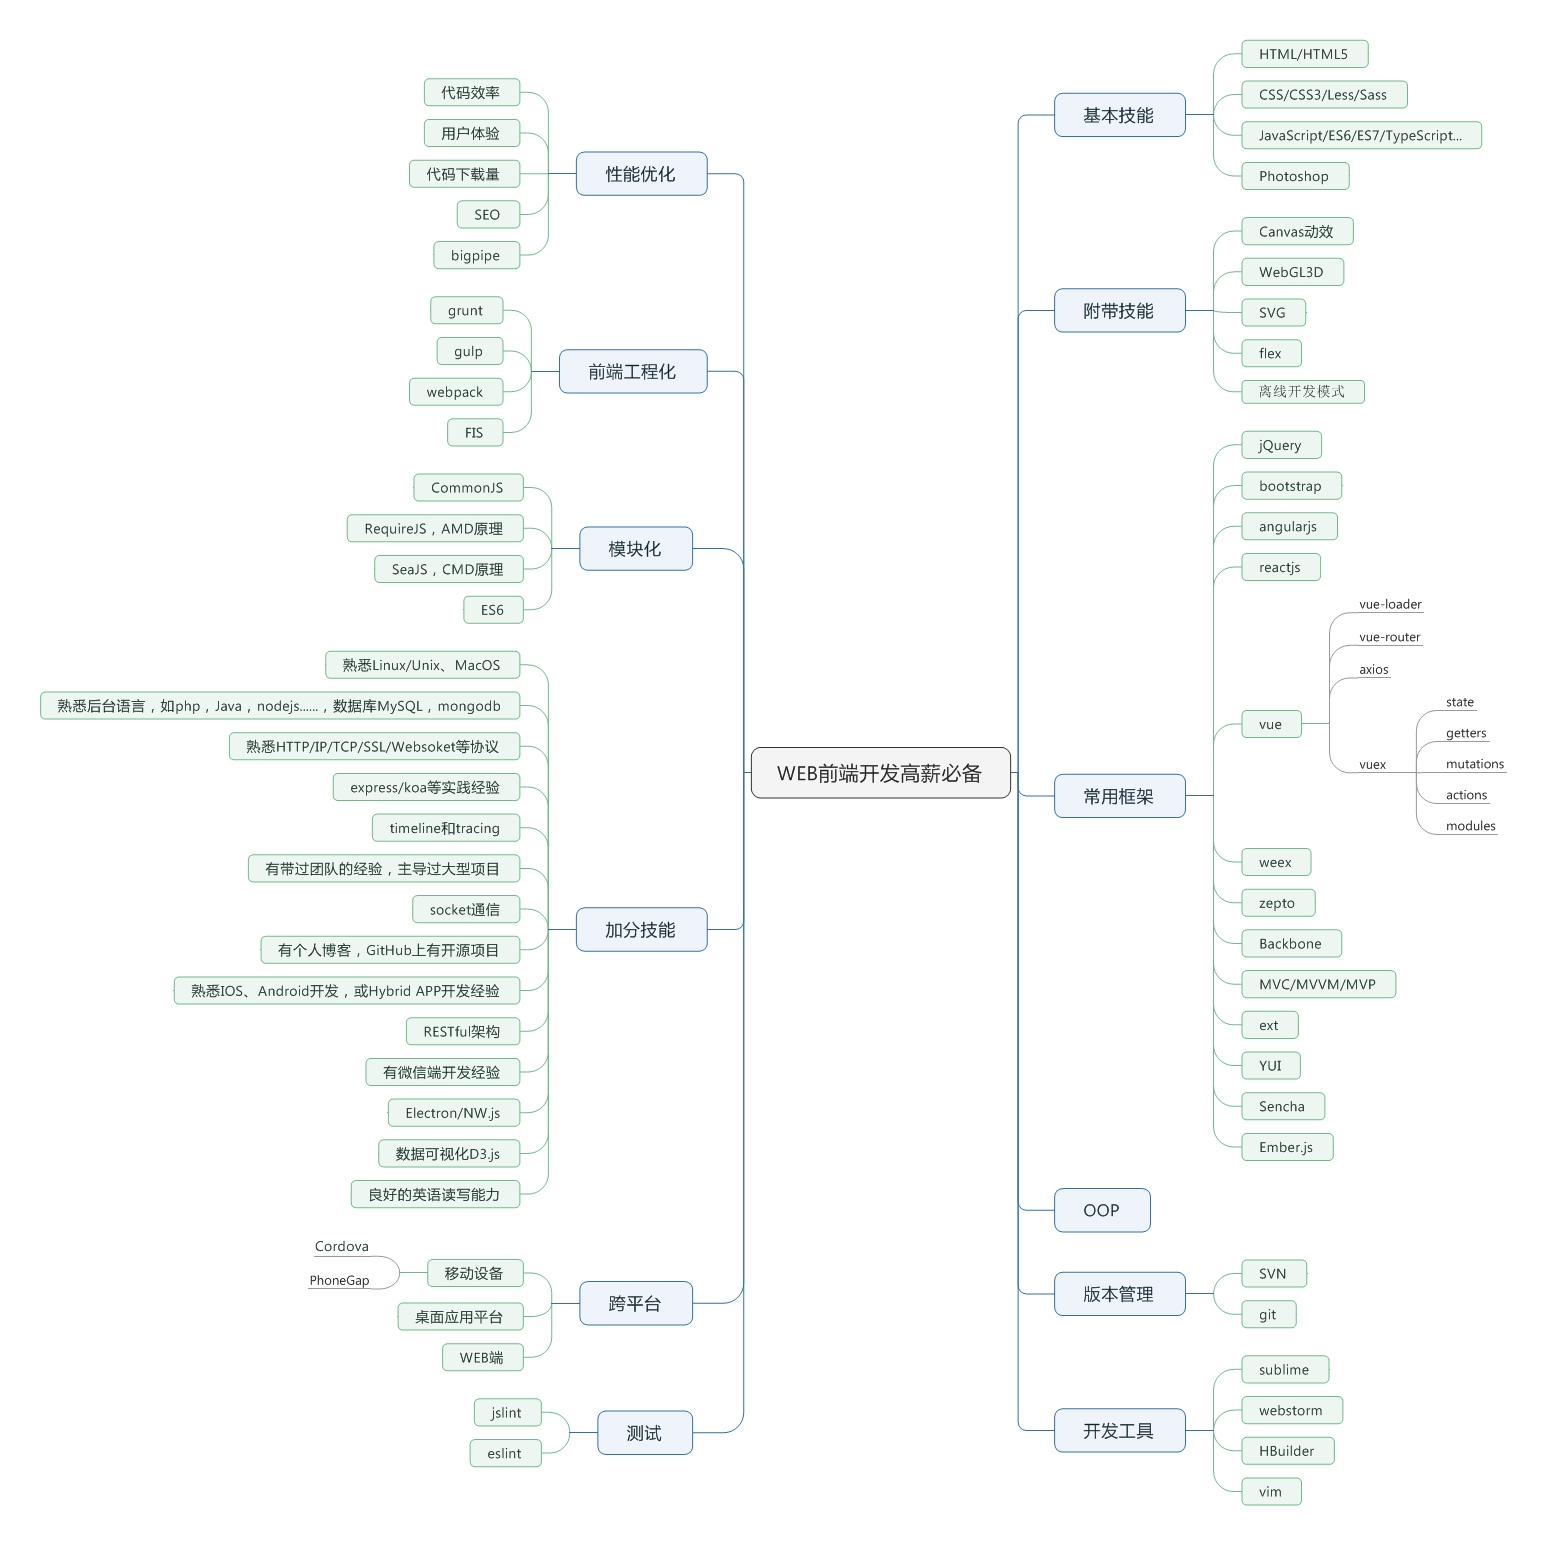 WEB前端开发高薪必备
基本技能
HTML/HTML5
CSS/CSS3/Less/Sass
JavaScript/ES6/ES7/TypeScript...
Photoshop
附带技能
Canvas动效
WebGL3D
SVG
flex
离线开发模式
常用框架
jQuery
bootstrap
angularjs
reactjs
vue
vue-loader
vue-router
axios
vuex
state
getters
mutations
actions
modules
weex
zepto
Backbone
MVC/MVVM/MVP
ext
YUI
Sencha
Ember.js
OOP
版本管理
SVN
git
开发工具
sublime
webstorm
HBuilder
vim
性能优化
代码效率
用户体验
代码下载量
SEO
bigpipe
前端工程化
grunt
gulp
webpack
FIS
模块化
CommonJS
RequireJS，AMD原理
SeaJS，CMD原理
ES6
加分技能
熟悉Linux/Unix、MacOS
熟悉后台语言，如php，Java，nodejs......，数据库MySQL，mongodb
熟悉HTTP/IP/TCP/SSL/Websoket等协议
express/koa等实践经验
timeline和tracing
有带过团队的经验，主导过大型项目
socket通信
有个人博客，GitHub上有开源项目
熟悉IOS、Android开发，或Hybrid APP开发经验
RESTful架构
有微信端开发经验
Electron/NW.js
数据可视化D3.js
良好的英语读写能力
跨平台
移动设备
Cordova
PhoneGap
桌面应用平台
WEB端
测试
jslint
eslint